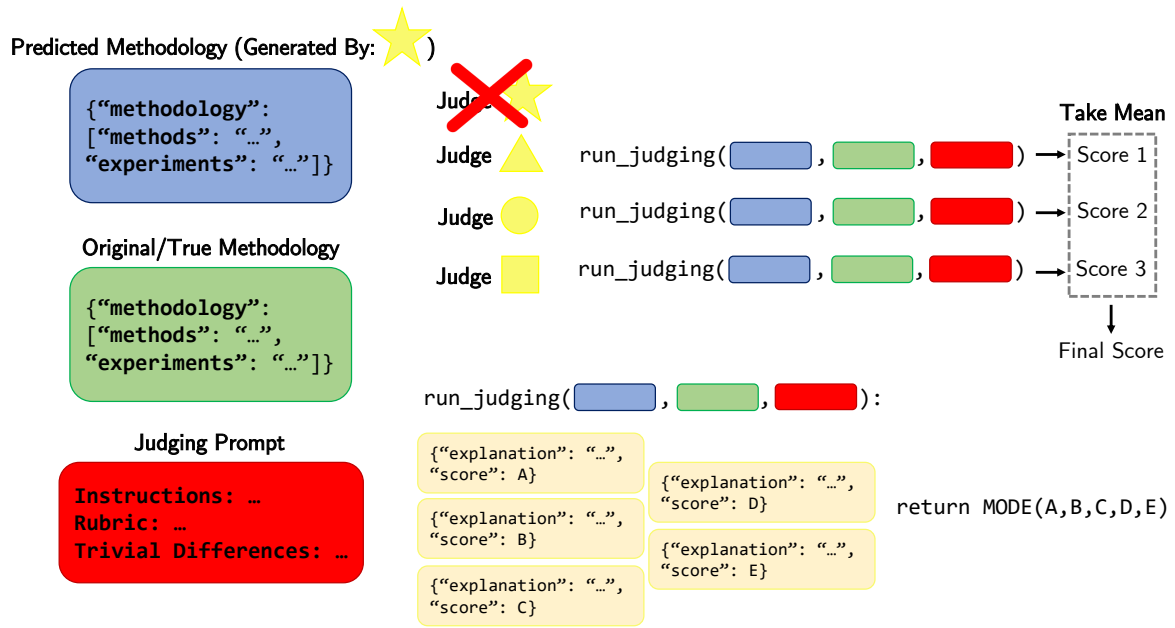 Predicted Methodology (Generated By: )
{“methodology”:
[“methods”: “…”,
“experiments”: “…”]}
Original/True Methodology
{“methodology”:
[“methods”: “…”,
“experiments”: “…”]}
Judging Prompt
Instructions: …
Rubric: …
Trivial Differences: …
Judge
Take Mean
Judge
run_judging( , , )
Score 1
Judge
run_judging( , , )
Score 2
Judge
run_judging( , , )
Score 3
Final Score
run_judging( , , ):
{“explanation”: “…”,
“score”: A}
{“explanation”: “…”,
“score”: B}
{“explanation”: “…”,
“score”: C}
{“explanation”: “…”,
“score”: D}
{“explanation”: “…”,
“score”: E}
return MODE(A,B,C,D,E)